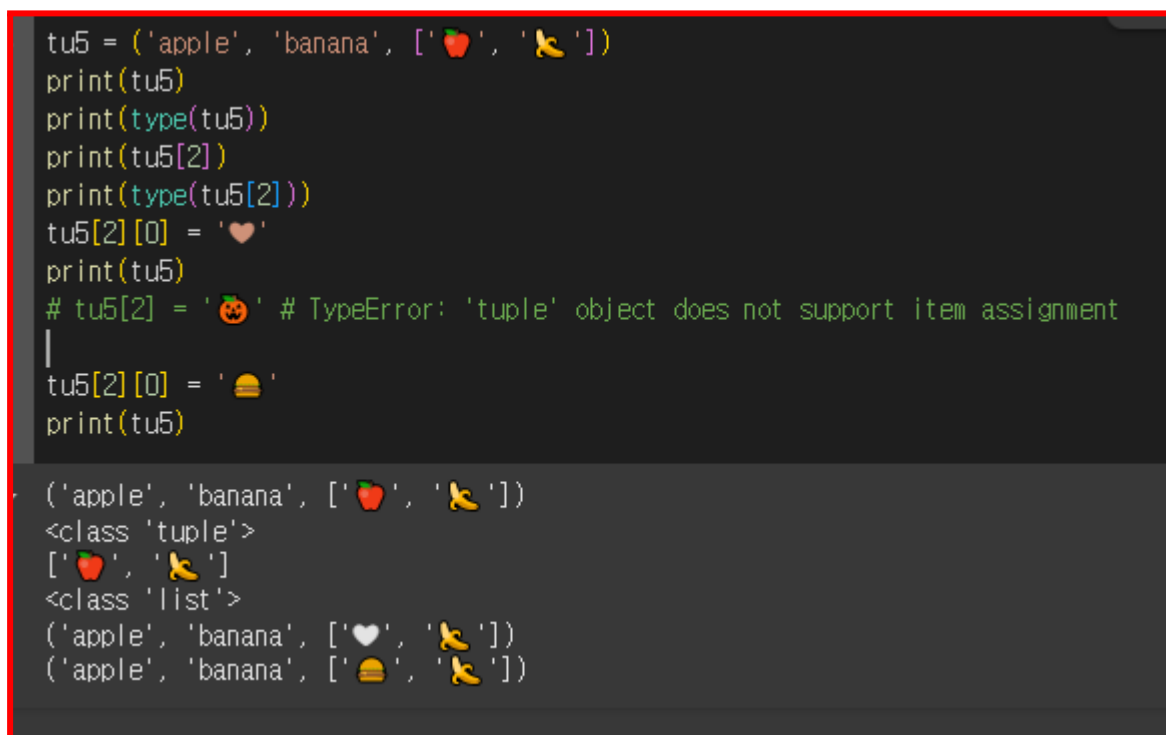 tu5 = ('apple', 'banana', ['🍎', '🍌'])
print(tu5)
print(type(tu5))
print(tu5[2])
print(type(tu5[2]))
tu5[2][0] = '♥'
print(tu5)
# tu5[2] = '🎃' # TypeError: 'tuple' object does not support item assignment
tu5[2][0] = '🍔'
print(tu5)
('apple', 'banana', ['🍎', '🍌'])
<class 'tuple'>
['🍎', '🍌']
<class 'list'>
('apple', 'banana', ['♥', '🍌'])
('apple', 'banana', ['🍔', '🍌'])